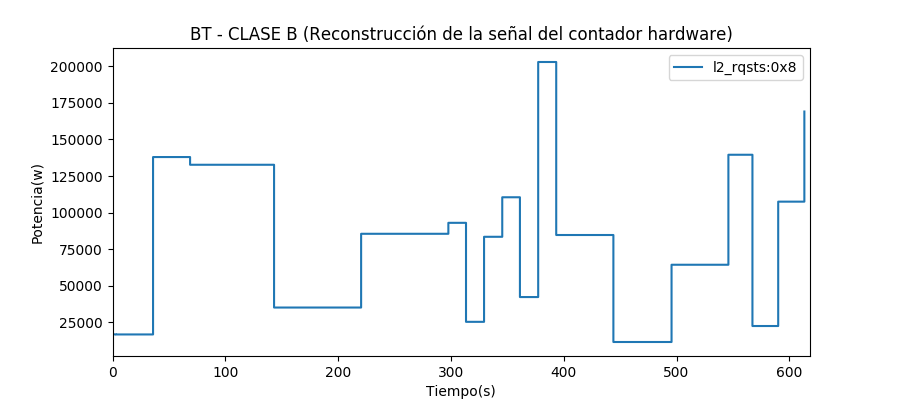 BT - CLASE B (Reconstrucción de la señal del contador hardware)
l2_rqsts:0x8
Potencia(w)
200000
175000
150000
125000
100000
75000
50000
25000
0 100 200 300 400 500 600
Tiempo(s)